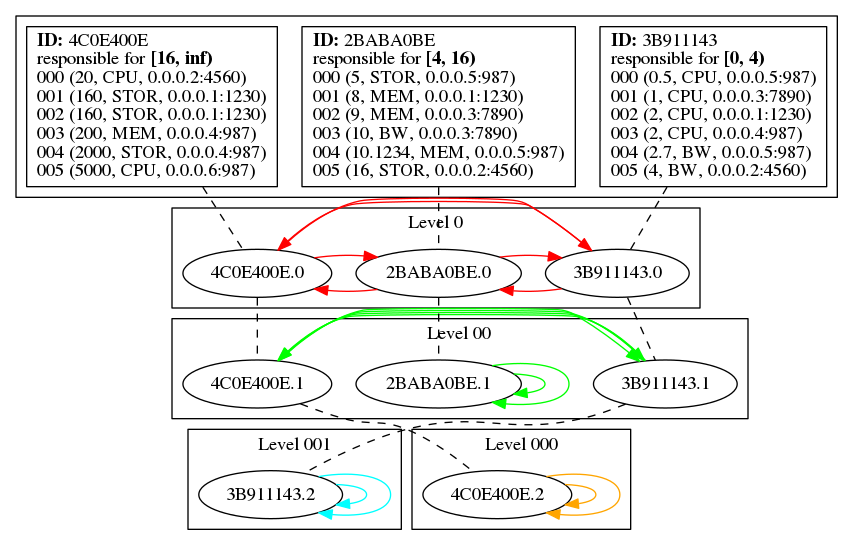 ID: 4C0E400E
responsible for [16, inf)
000 (20, CPU, 0.0.0.2:4560)
001 (160, STOR, 0.0.0.1:1230)
002 (160, STOR, 0.0.0.1:1230)
003 (200, MEM, 0.0.0.4:987)
004 (2000, STOR, 0.0.0.4:987)
005 (5000, CPU, 0.0.0.6:987)
ID: 2BABA0BE
responsible for [4, 16)
000 (5, STOR, 0.0.0.5:987)
001 (8, MEM, 0.0.0.1:1230)
002 (9, MEM, 0.0.0.3:7890)
003 (10, BW, 0.0.0.3:7890)
004 (10.1234, MEM, 0.0.0.5:987)
005 (16, STOR, 0.0.0.2:4560)
ID: 3B911143
responsible for [0, 4)
000 (0.5, CPU, 0.0.0.5:987)
001 (1, CPU, 0.0.0.3:7890)
002 (2, CPU, 0.0.0.1:1230)
003 (2, CPU, 0.0.0.4:987)
004 (2.7, BW, 0.0.0.5:987)
005 (4, BW, 0.0.0.2:4560)
Level 0
4C0E400E.0
2BABA0BE.0
3B911143.0
Level 00
4C0E400E.1
2BABA0BE.1
3B911143.1
Level 001
3B911143.2
Level 000
4C0E400E.2